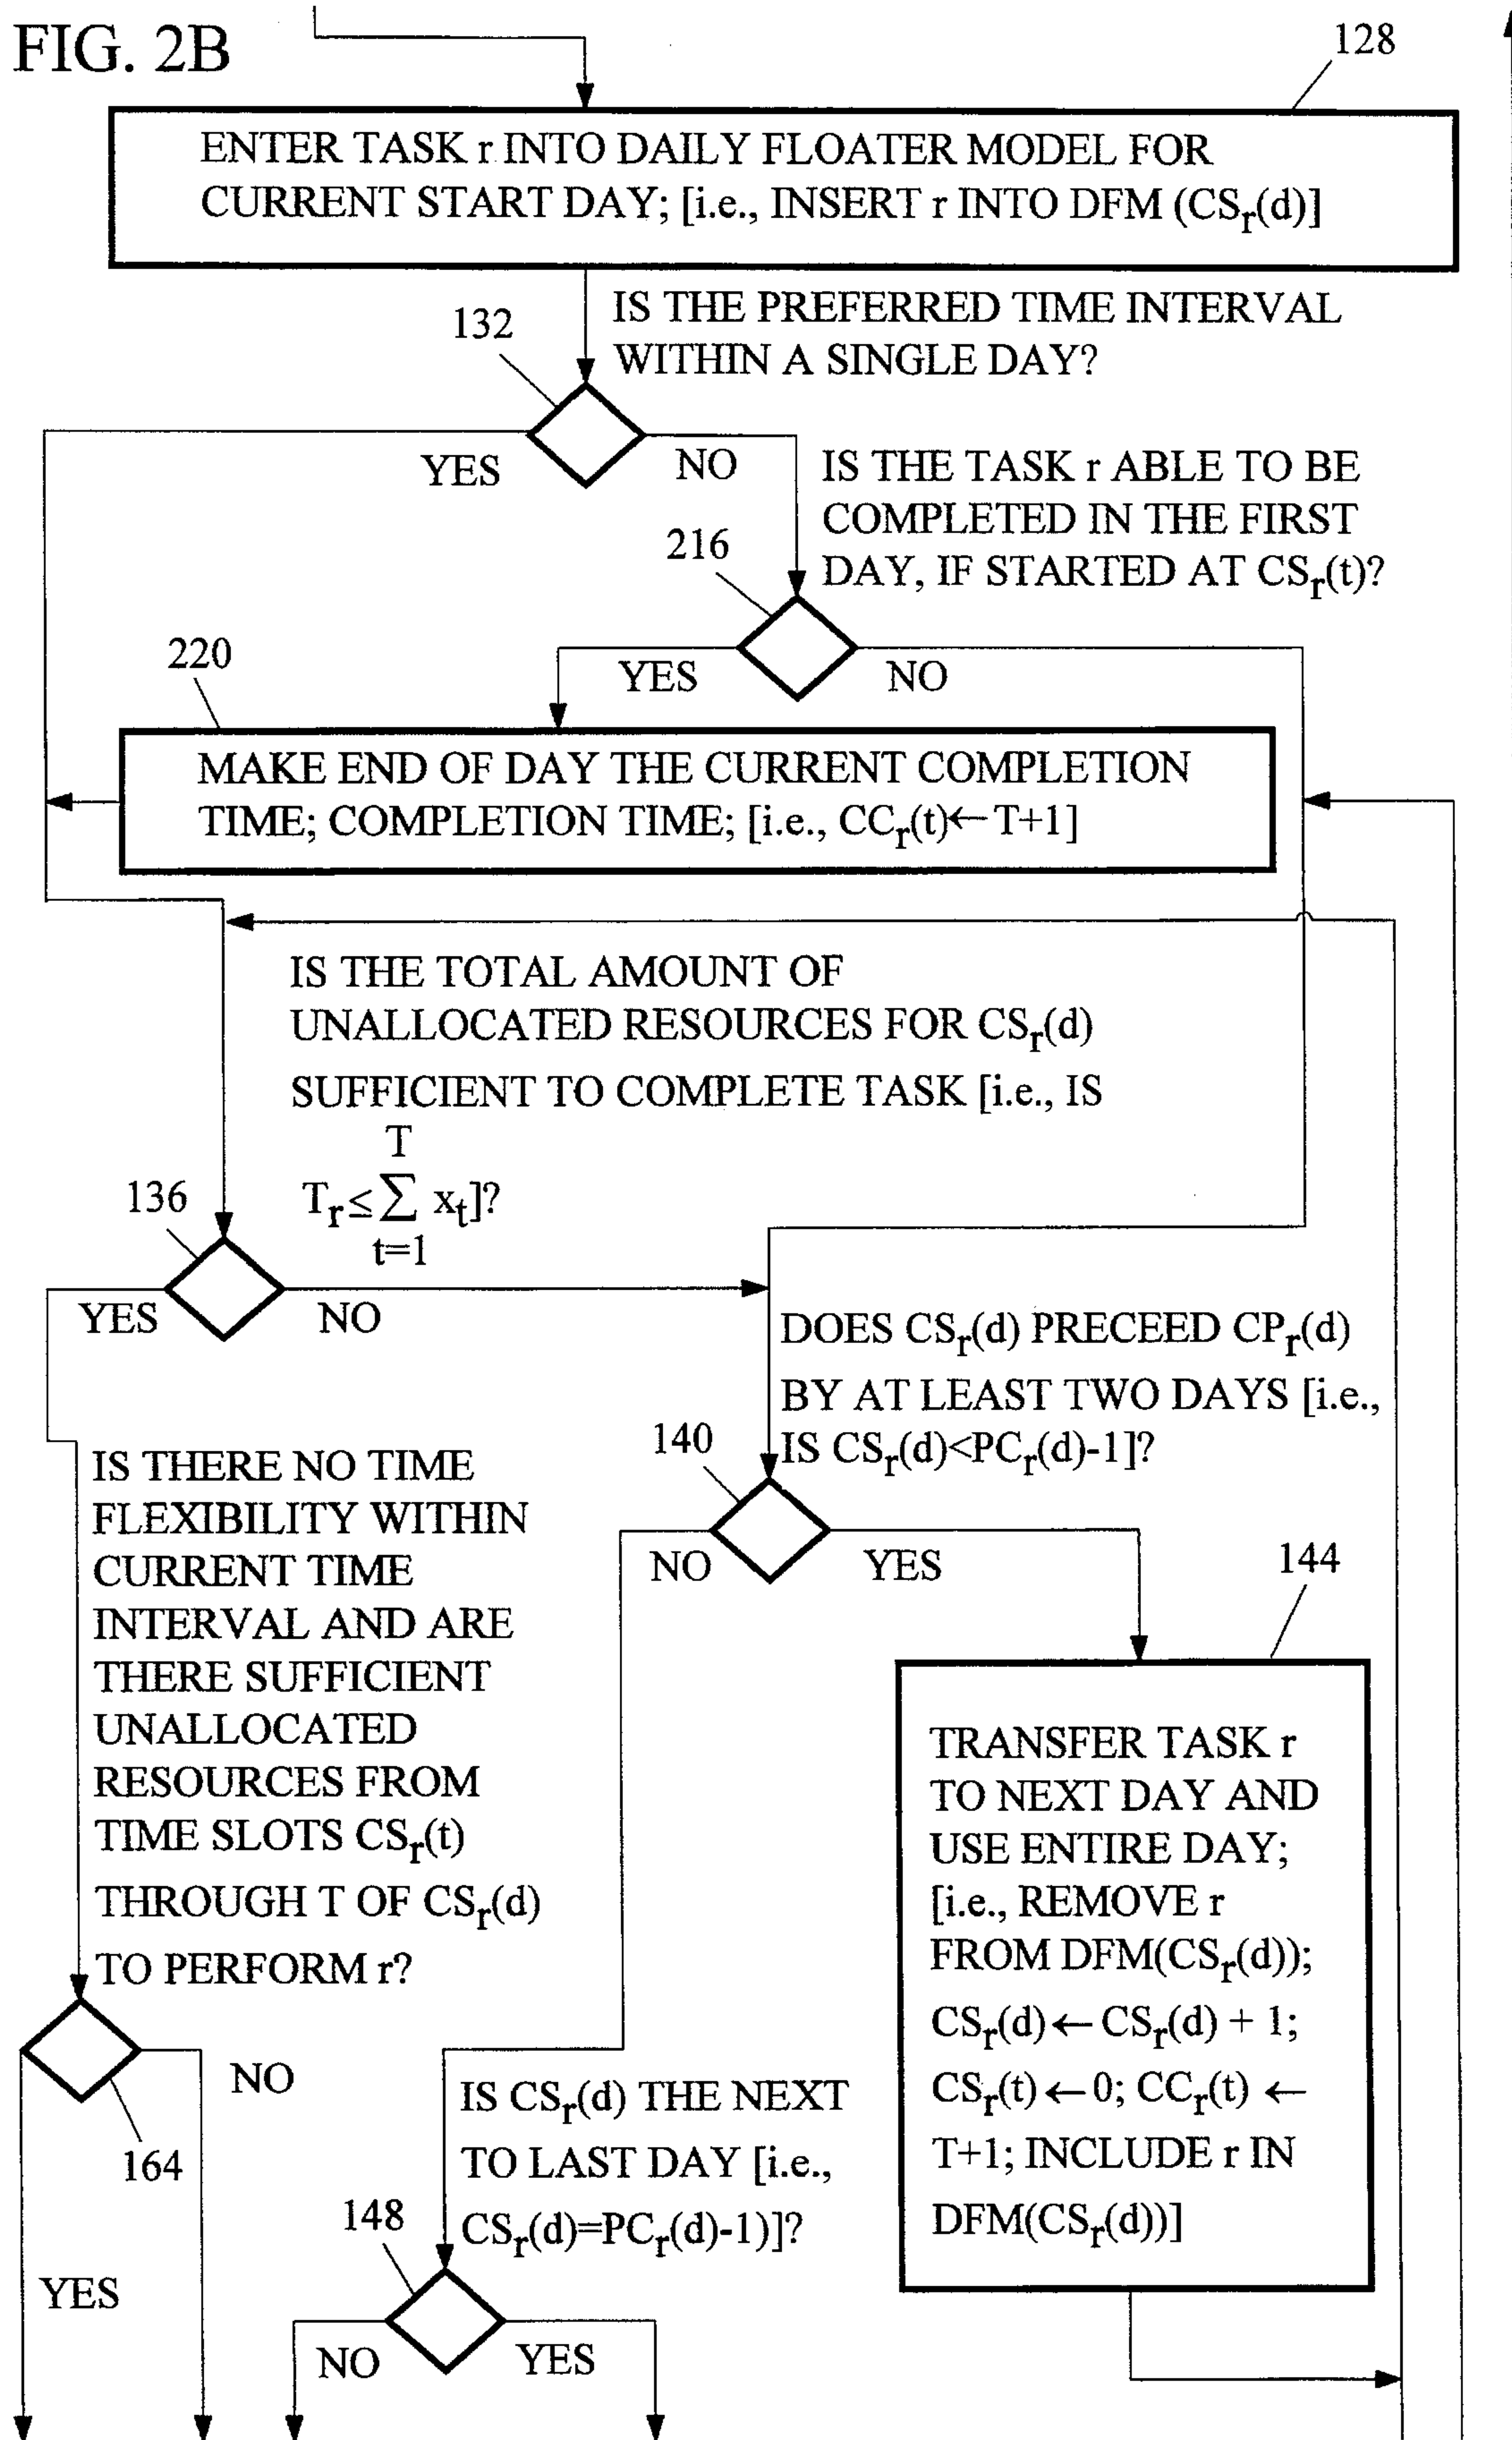 FIG. 2B
128
ENTER TASK r INTO DAILY FLOATER MODEL FOR
CURRENT START DAY; [i.e., INSERT r INTO DFM (CSr(d)]
IS THE PREFERRED TIME INTERVAL
WITHIN A SINGLE DAY?
132
YES
NO
IS THE TASK r ABLE TO BE
COMPLETED IN THE FIRST
DAY, IF STARTED AT CSr(t)?
216
YES
NO
220
MAKE END OF DAY THE CURRENT COMPLETION
TIME; COMPLETION TIME; [i.e., CCr(t)←T+1]
IS THE TOTAL AMOUNT OF
UNALLOCATED RESOURCES FOR CSr(d)
SUFFICIENT TO COMPLETE TASK [i.e., IS
T
Tr≤∑ xt]?
t=1
136
YES
NO
DOES CSr(d) PRECEED CPr(d)
BY AT LEAST TWO DAYS [i.e.,
IS CSr(d)<PCr(d)-1]?
140
NO
YES
IS THERE NO TIME
FLEXIBILITY WITHIN
CURRENT TIME
INTERVAL AND ARE
THERE SUFFICIENT
UNALLOCATED
RESOURCES FROM
TIME SLOTS CSr(t)
THROUGH T OF CSr(d)
TO PERFORM r?
144
TRANSFER TASK r
TO NEXT DAY AND
USE ENTIRE DAY;
[i.e., REMOVE r
FROM DFM(CSr(d));
CSr(d)← CSr(d) + 1;
CSr(t) ← 0; CCr(t) ←
T+1; INCLUDE r IN
DFM(CSr(d))]
NO
164
YES
IS CSr(d) THE NEXT
TO LAST DAY [i.e.,
CSr(d)=PCr(d)-1)]?
148
NO
YES